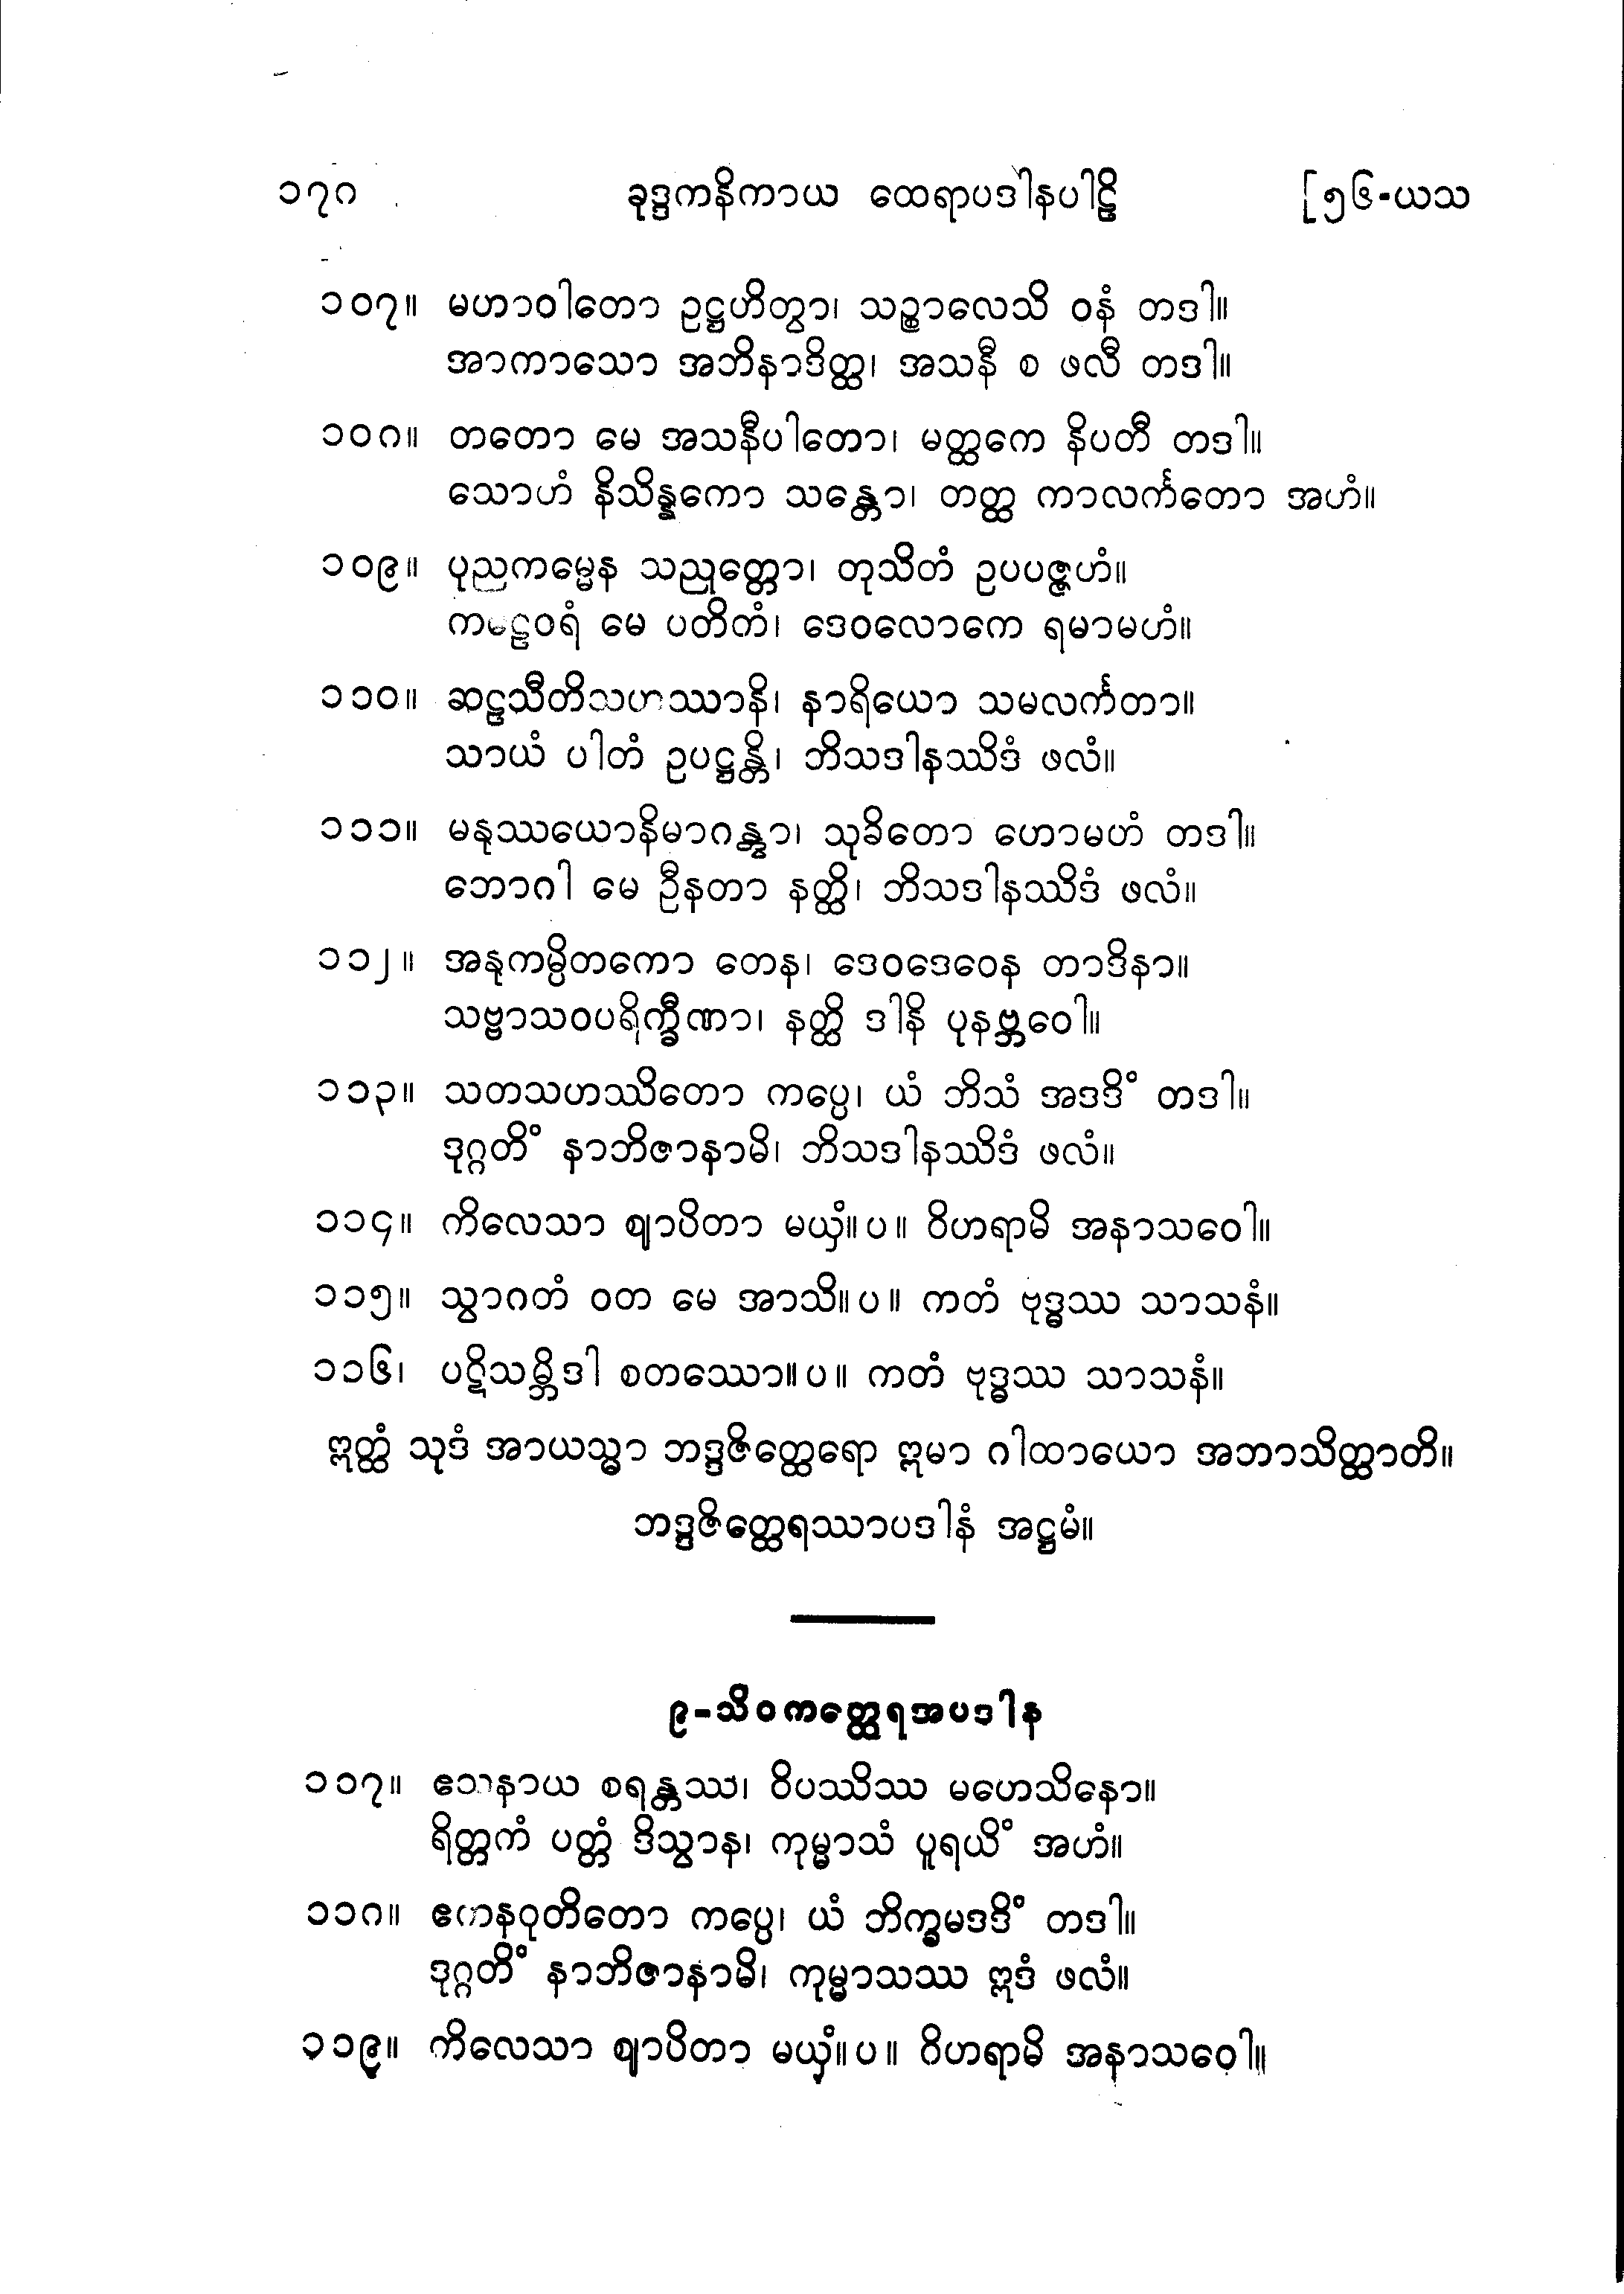 ၁၇၈ ခုဒ္ဒကနိကာယ ထေရာပဒါနပါဠိ [၅၆-ယသ
၁၀၇။ မဟာဝါတော ဥဋ္ဌဟိတွာ၊ သဉ္စာလေသိ ဝနံ တဒါ။
အာကာသော အဘိနာဒိတ္ထ၊ အသနီ စ ဖလီ တဒါ။
၁၀၈။ တတော မေ အသနီပါတော၊ မတ္ထကေ နိပတီ တဒါ။
သောဟံ နိသိန္နကော သန္တော၊ တတ္ထ ကာလင်္ကတော အဟံ။
၁၀၉။ ပုညကမ္မေန သညုတ္တော၊ တုသိတံ ဥပပဇ္ဇဟံ။
ကဠေဝရံ မေ ပတိတံ၊ ဒေဝလောကေ ရမာမဟံ။
၁၁၀။ ဆဠသီတိသဟဿာနိ၊ နာရိယော သမလင်္ကတာ။
သာယံ ပါတံ ဥပဋ္ဌန္တိ၊ ဘိသဒါနဿိဒံ ဖလံ။
၁၁၁။ မနုဿယောနိမာဂန္တွာ၊ သုခိတော ဟောမဟံ တဒါ။
ဘောဂါ မေ ဦနတာ နတ္ထိ၊ ဘိသဒါနဿိဒံ ဖလံ။
၁၁၂။ အနုကမ္ပိတကော တေန၊ ဒေဝဒေဝေန တာဒိနာ။
သဗ္ဗာသဝပရိက္ခီဏာ၊ နတ္ထိ ဒါနိ ပုနဗ္ဘဝေါ။
၁၁၃။ သတသဟဿိတော ကပ္ပေ၊ ယံ ဘိသံ အဒဒိံ တဒါ။
ဒုဂ္ဂတိံ နာဘိဇာနာမိ၊ ဘိသဒါနဿိဒံ ဖလံ။
၁၁၄။ ကိလေသာ ဈာပိတာ မယှံ။ပ။ ဝိဟရာမိ အနာသဝေါ။
၁၁၅။ သွာဂတံ ဝတ မေ အာသိ။ပ။ ကတံ ဗုဒ္ဓဿ သာသနံ။
၁၁၆၊ ပဋိသမ္ဘိဒါ စတဿော။ပ။ ကတံ ဗုဒ္ဓဿ သာသနံ။
ဣတ္ထံ သုဒံ အာယသ္မာ ဘဒ္ဒဇိတ္ထေရော ဣမာ ဂါထာယော အဘာသိတ္ထာတိ။
ဘဒ္ဒဇိတ္ထေရဿာပဒါနံ အဋ္ဌမံ။
၉-သိဝကတ္ထေရအပဒါန
၁၁၇။ ဧသနာယ စရန္တဿ၊ ဝိပဿိဿ မဟေသိနော။
ရိတ္တကံ ပတ္တံ ဒိသွာန၊ ကုမ္မာသံ ပူရယိံ အဟံ။
၁၁၈။ ဧကနဝုတိတော ကပ္ပေ၊ ယံ ဘိက္ခမဒဒိံ တဒါ။
ဒုဂ္ဂတိံ နာဘိဇာနာမိ၊ ကုမ္မာသဿ ဣဒံ ဖလံ။
၁၁၉။ ကိလေသာ ဈာပိတာ မယှံ။ပ။ ဝိဟရာမိ အနာသဝေါ။